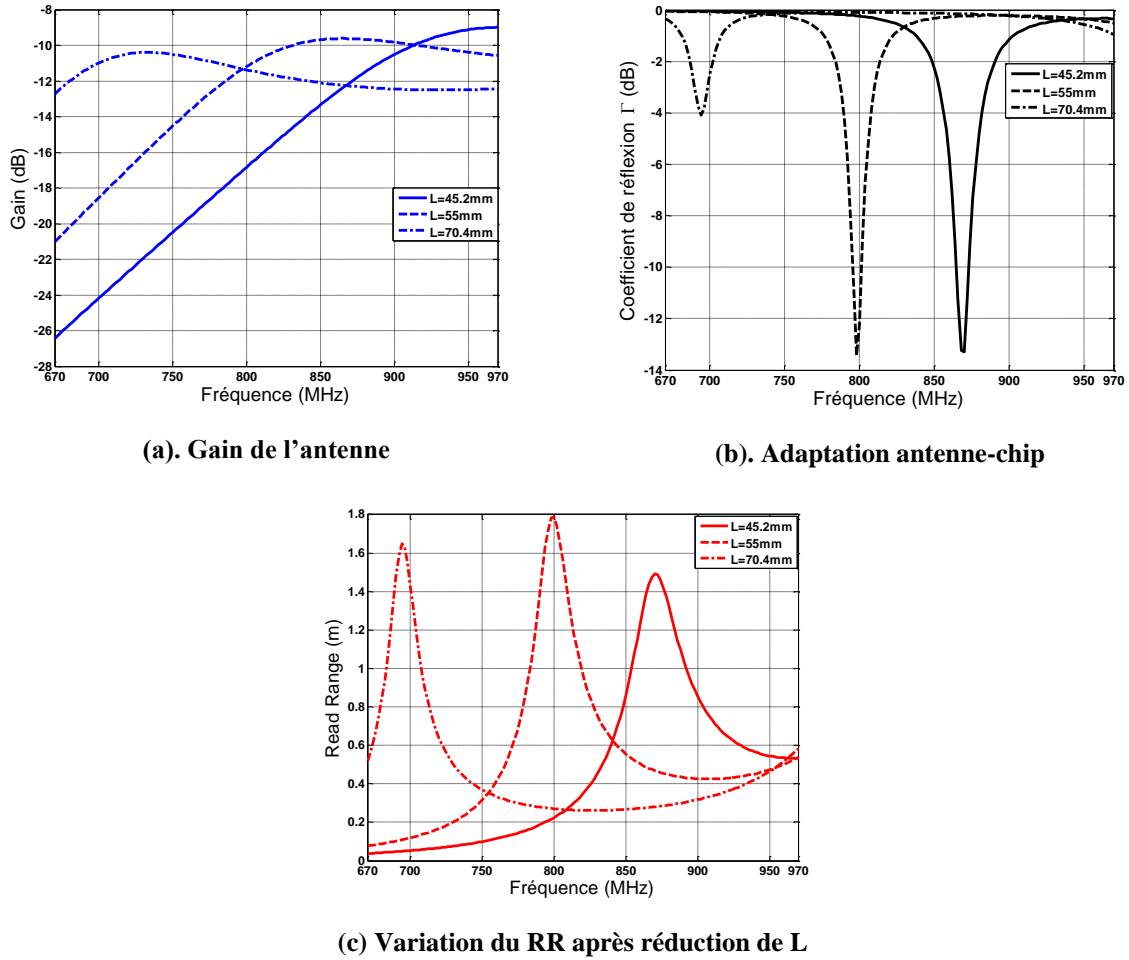 -8
-10
-12
-14
-16
-18
-20
-22
-24
-26
-28
Gain (dB)
670 700 750 800 850 900 950 970
Fréquence (MHz)
L=45.2mm
L=55mm
L=70.4mm
(a). Gain de l'antenne
0
-2
-4
-6
-8
-10
-12
-14
Coefficient de réflexion Γ (dB)
670 700 800 850 900 970
Fréquence (MHz)
L=45.2mm
L=55mm
L=70.4mm
(b). Adaptation antenne-chip
1.8
1.6
1.4
1.2
1
0.8
0.6
0.4
0.2
0
Read Range (m)
670 700 750 800 850 900 950 970
Fréquence (MHz)
L=45.2mm
L=55mm
L=70.4mm
(c) Variation du RR après réduction de L